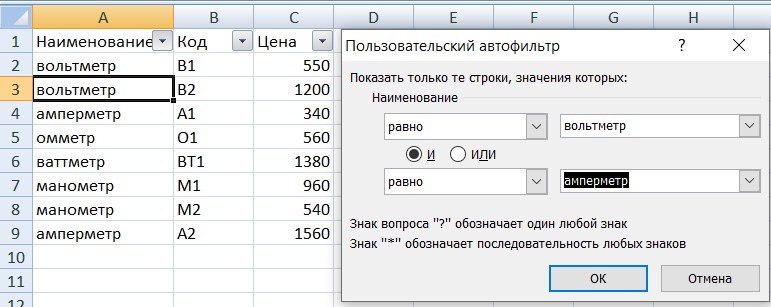 A B C D E F G H
1 Наименование Код Цена
2 вольтметр В1 550
3 вольтметр В2 1200
4 амперметр А1 340
5 омметр О1 560
6 ваттметр ВТ1 1380
7 манометр М1 960
8 манометр М2 540
9 амперметр А2 1560
10
11
12
Пользовательский автофильтр ? ×
Показать только те строки, значения которых:
Наименование
равно вольтметр
И ИЛИ
равно амперметр
Знак вопроса "?" обозначает один любой знак
Знак "*" обозначает последовательность любых знаков
ОК Отмена